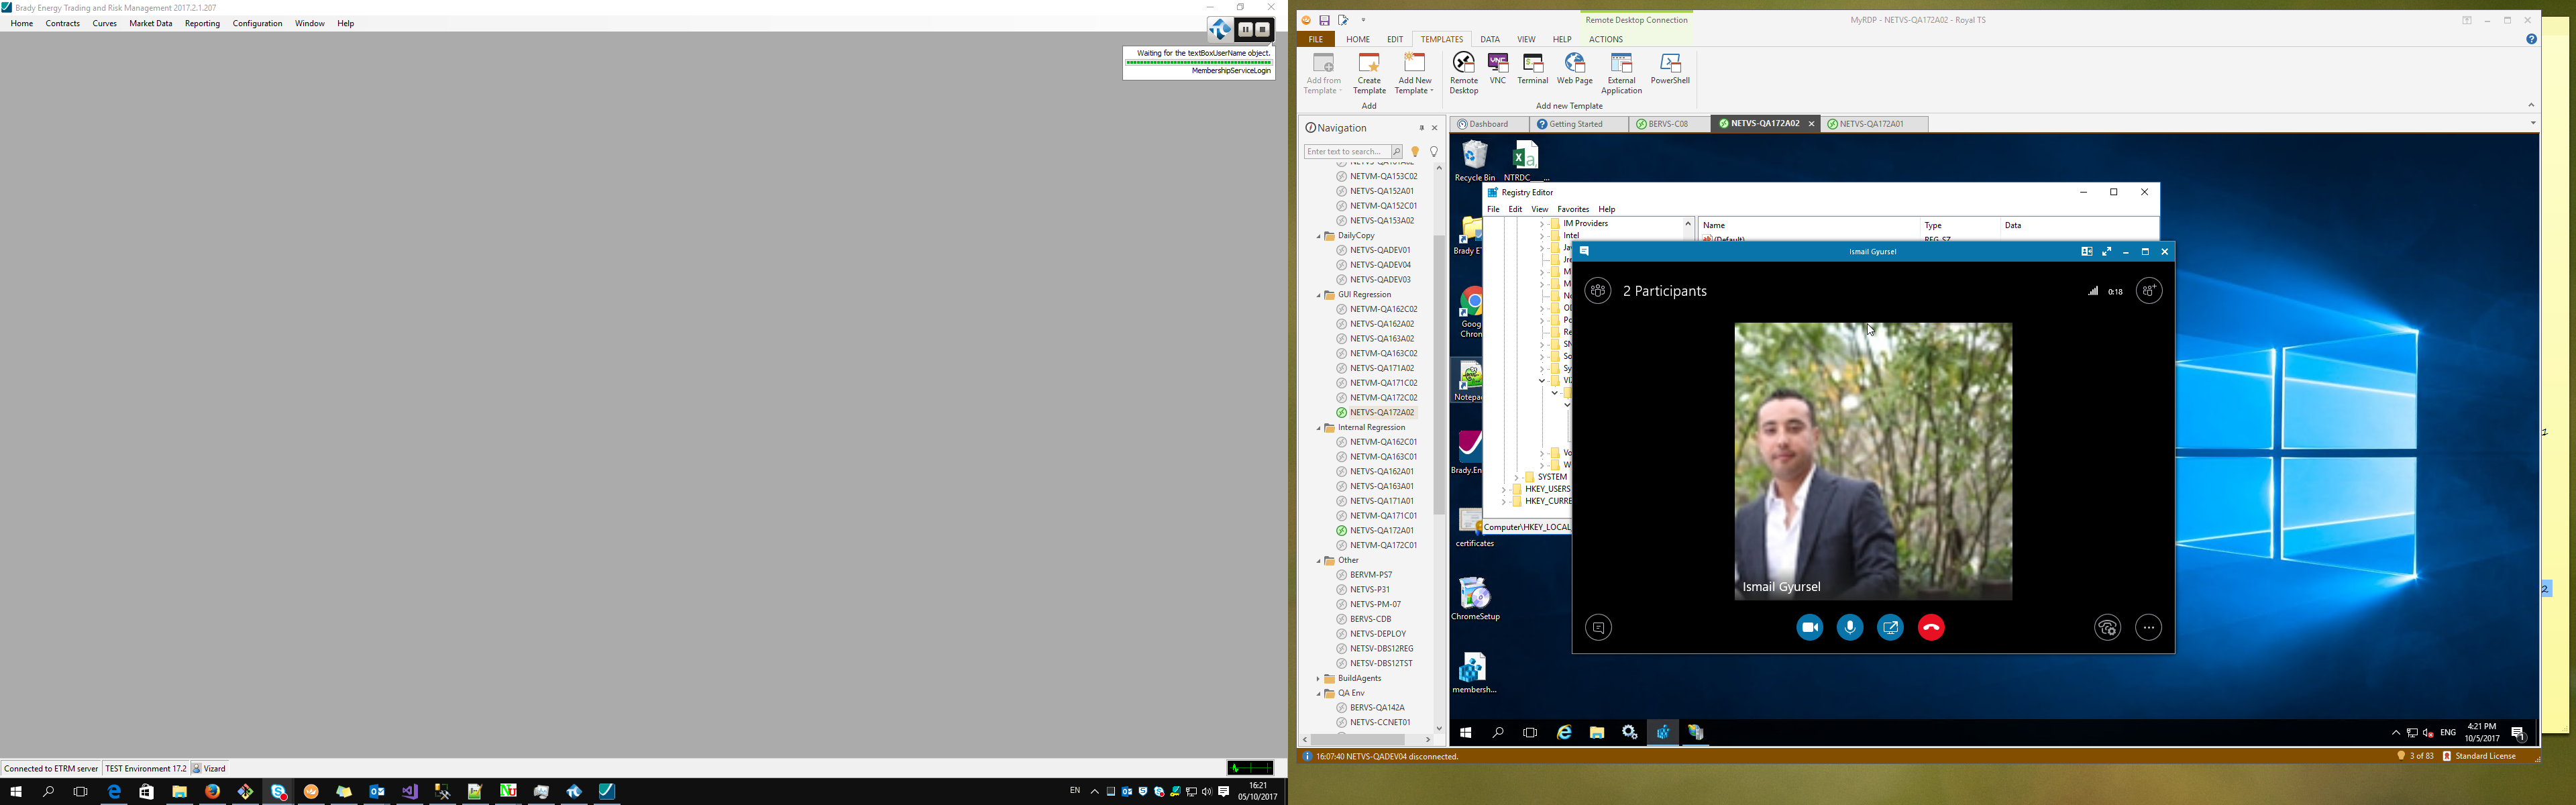 Brady Energy Trading and Risk Management 2017.2.1.207
Home Contracts Curves Market Data Reporting Configuration Window Help
Waiting for the textBoxUserName object.
MembershipServiceLogin
Connected to ETRM server TEST Environment 17.2 Vizard
EN 16:21
05/10/2017
Remote Desktop Connection
MyRDP - NETVS-QA172A02 - Royal TS
FILE HOME EDIT TEMPLATES DATA VIEW HELP ACTIONS
Add from Template
Create Template
Add New Template
Remote Desktop
VNC
Terminal
Web Page
External Application
PowerShell
Add
Add new Template
Navigation
Enter text to search...
NETVM-QA153C02
NETVS-QA152A01
NETVM-QA152C01
NETVS-QA153A02
DailyCopy
NETVS-QADEV01
NETVS-QADEV04
NETVS-QADEV03
GUI Regression
NETVM-QA162C02
NETVS-QA162A02
NETVS-QA163A02
NETVM-QA163C02
NETVS-QA171A02
NETVM-QA171C02
NETVM-QA172C02
NETVS-QA172A02
Internal Regression
NETVM-QA162C01
NETVM-QA163C01
NETVS-QA162A01
NETVS-QA163A01
NETVS-QA171A01
NETVM-QA171C01
NETVS-QA172A01
NETVM-QA172C01
Other
BERVM-PS7
NETVS-P31
NETVS-PM-07
BERVS-CDB
NETVS-DEPLOY
NETSV-DBS12REG
NETSV-DBS12TST
BuildAgents
QA Env
BERVS-QA142A
NETVS-CCNET01
Dashboard Getting Started BERVS-C08 NETVS-QA172A02 NETVS-QA172A01
Recycle Bin NTRDC___...
Brady E
Goog
Chron
Notepa
Brady.En
certificates
ChromeSetup
membersh...
Registry Editor
File Edit View Favorites Help
IM Providers
Intel
SYSTEM
HKEY_USERS
HKEY_CURRE
Name Type Data
(Default) REG_SZ
Computer\HKEY_LOCAL
Ismail Gyursel
2 Participants
0:18
Ismail Gyursel
ENG 4:21 PM
10/5/2017
16:07:40 NETVS-QADEV04 disconnected.
3 of 83 Standard License